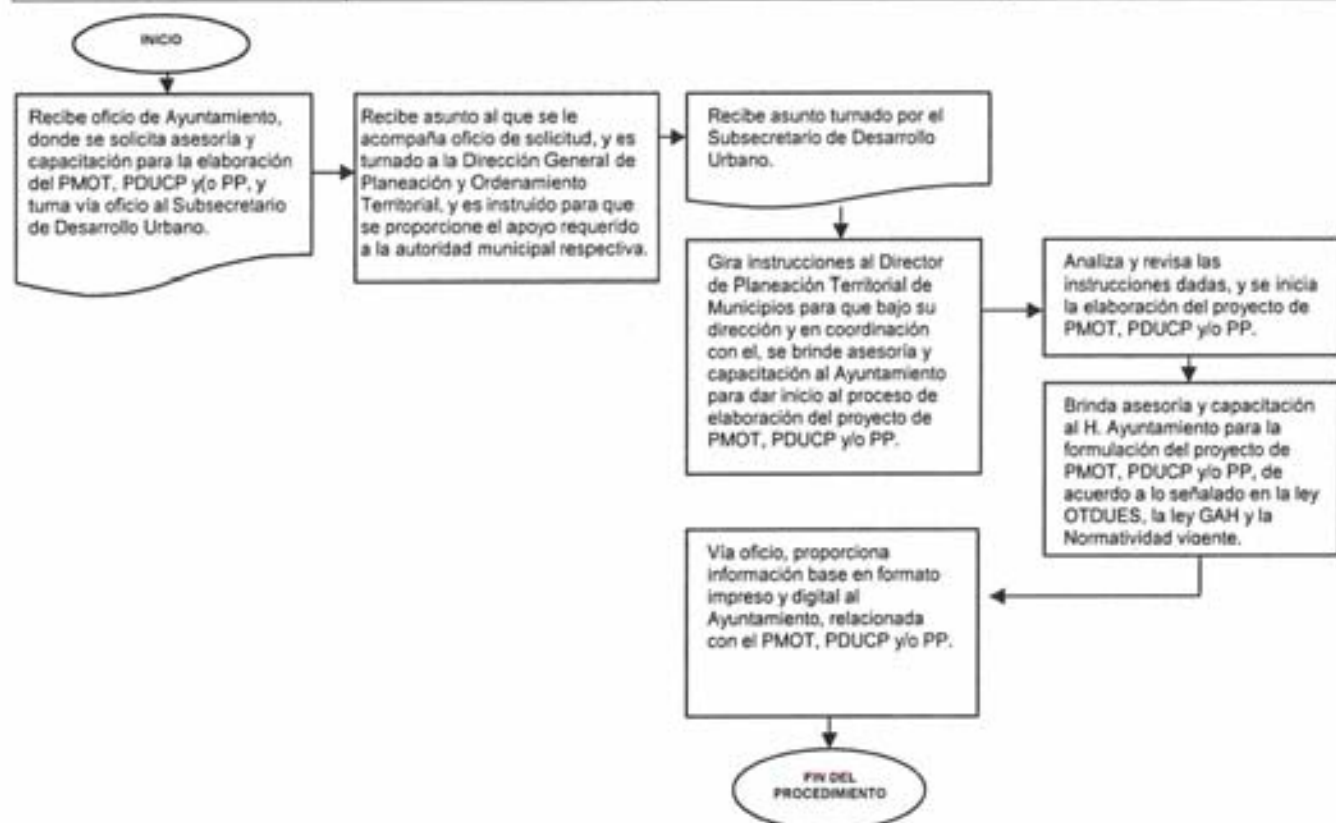 INICIO
Recibe oficio de Ayuntamiento,
donde se solicita asesoría y
capacitación para la elaboración
del PMOT, PDUCP y(o PP, y
turna vía oficio al Subsecretario
de Desarrollo Urbano.
Recibe asunto al que se le
acompaña oficio de solicitud, y es
turnado a la Dirección General de
Planeación y Ordenamiento
Territorial, y es instruido para que
se proporcione el apoyo requerido
a la autoridad municipal respectiva.
Recibe asunto turnado por el
Subsecretario de Desarrollo
Urbano.
Gira instrucciones al Director
de Planeación Territorial de
Municipios para que bajo su
dirección y en coordinación
con el, se brinde asesoría y
capacitación al Ayuntamiento
para dar inicio al proceso de
elaboración del proyecto de
PMOT, PDUCP y/o PP.
Analiza y revisa las
instrucciones dadas, y se inicia
la elaboración del proyecto de
PMOT, PDUCP y/o PP.
Brinda asesoría y capacitación
al H. Ayuntamiento para la
formulación del proyecto de
PMOT, PDUCP y/o PP, de
acuerdo a lo señalado en la ley
OTDUES, la ley GAH y la
Normatividad vigente.
Vía oficio, proporciona
información base en formato
impreso y digital al
Ayuntamiento, relacionada
con el PMOT, PDUCP y/o PP.
FIN DEL
PROCEDIMIENTO